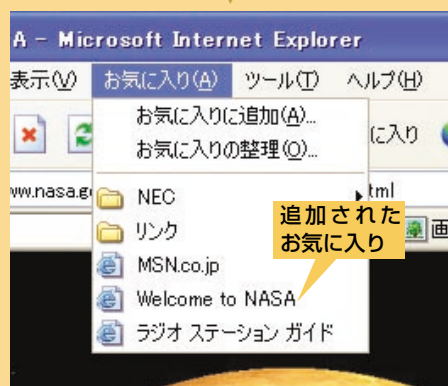 A - Microsoft Internet Explorer
表示(V) お気に入り(A) ツール(T) ヘルプ(H)
お気に入りに追加(A)...
お気に入りの整理(O)...
に入り
ww.nasa.g
tml
NEC
リンク
追加された
お気に入り
画
MSN.co.jp
Welcome to NASA
ラジオ ステーション ガイド